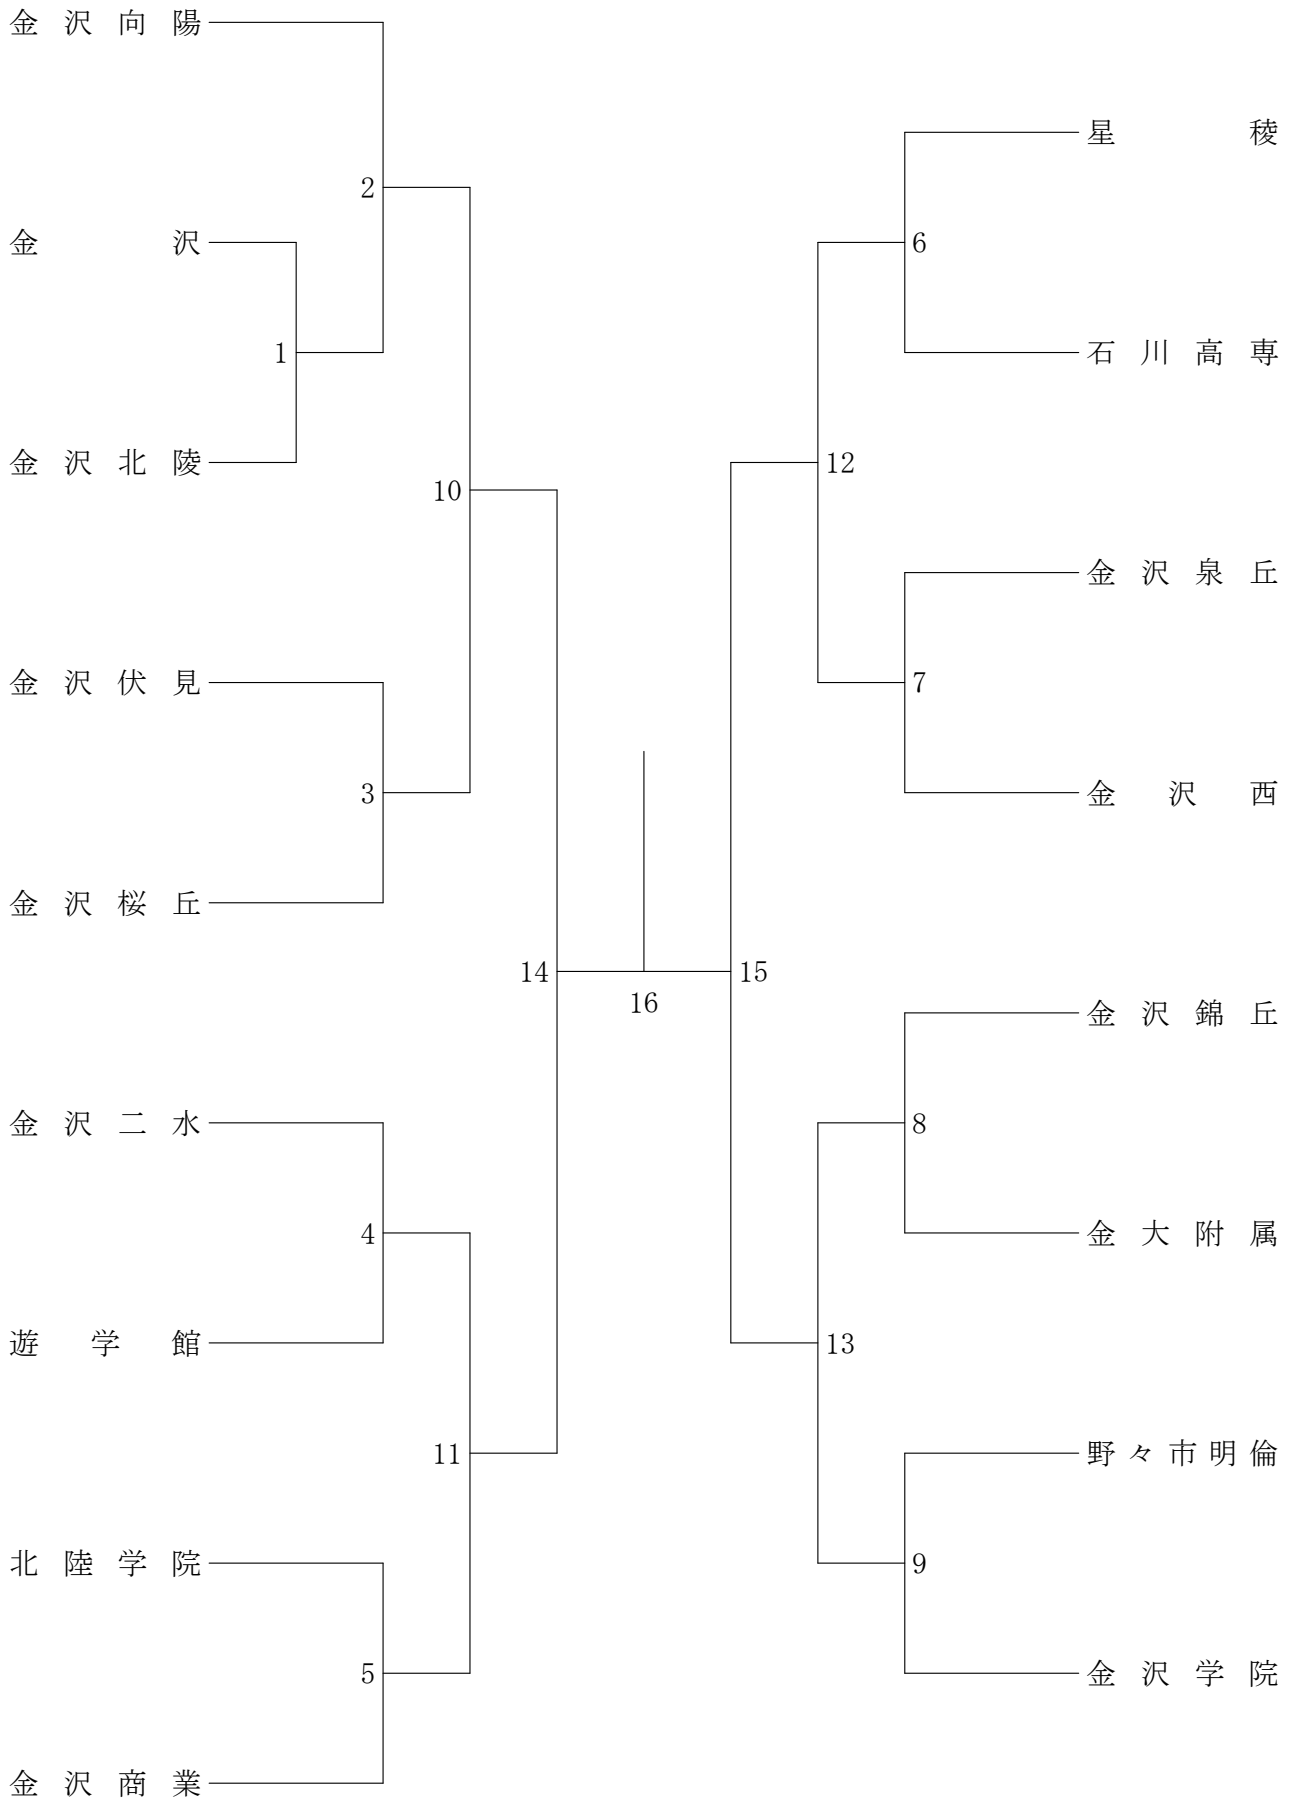 金沢向陽
2
金沢
1
金沢北陵
10
金沢伏見
3
金沢桜丘
14
金沢二水
4
遊学館
11
北陸学院
5
金沢商業
16
星稜
6
石川高専
12
金沢泉丘
7
金沢西
15
金沢錦丘
8
金大附属
13
野々市明倫
9
金沢学院